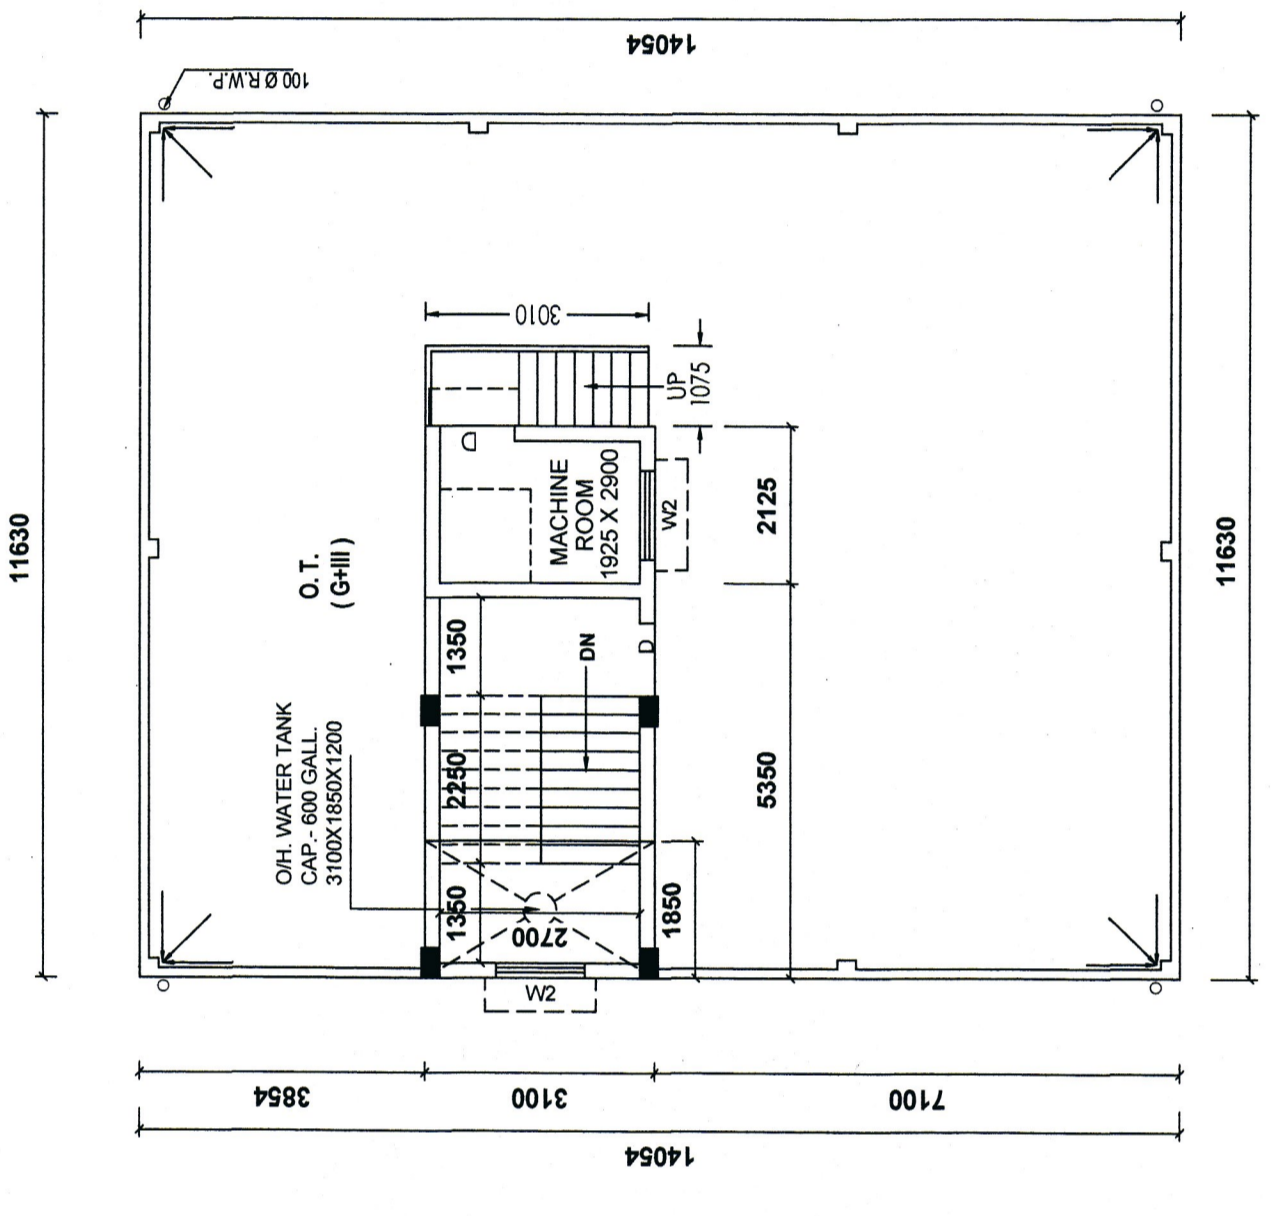 14054
100 Ø R.W.P.
11630
3010
UP
1075
D
MACHINE
ROOM
1925 X 2900
W2
2125
O.T.
( G+III )
11630
1350
DN
D
O/H. WATER TANK
CAP.- 600 GALL.
3100X1850X1200
2250
5350
1350
2700
1850
W2
3854
3100
7100
14054